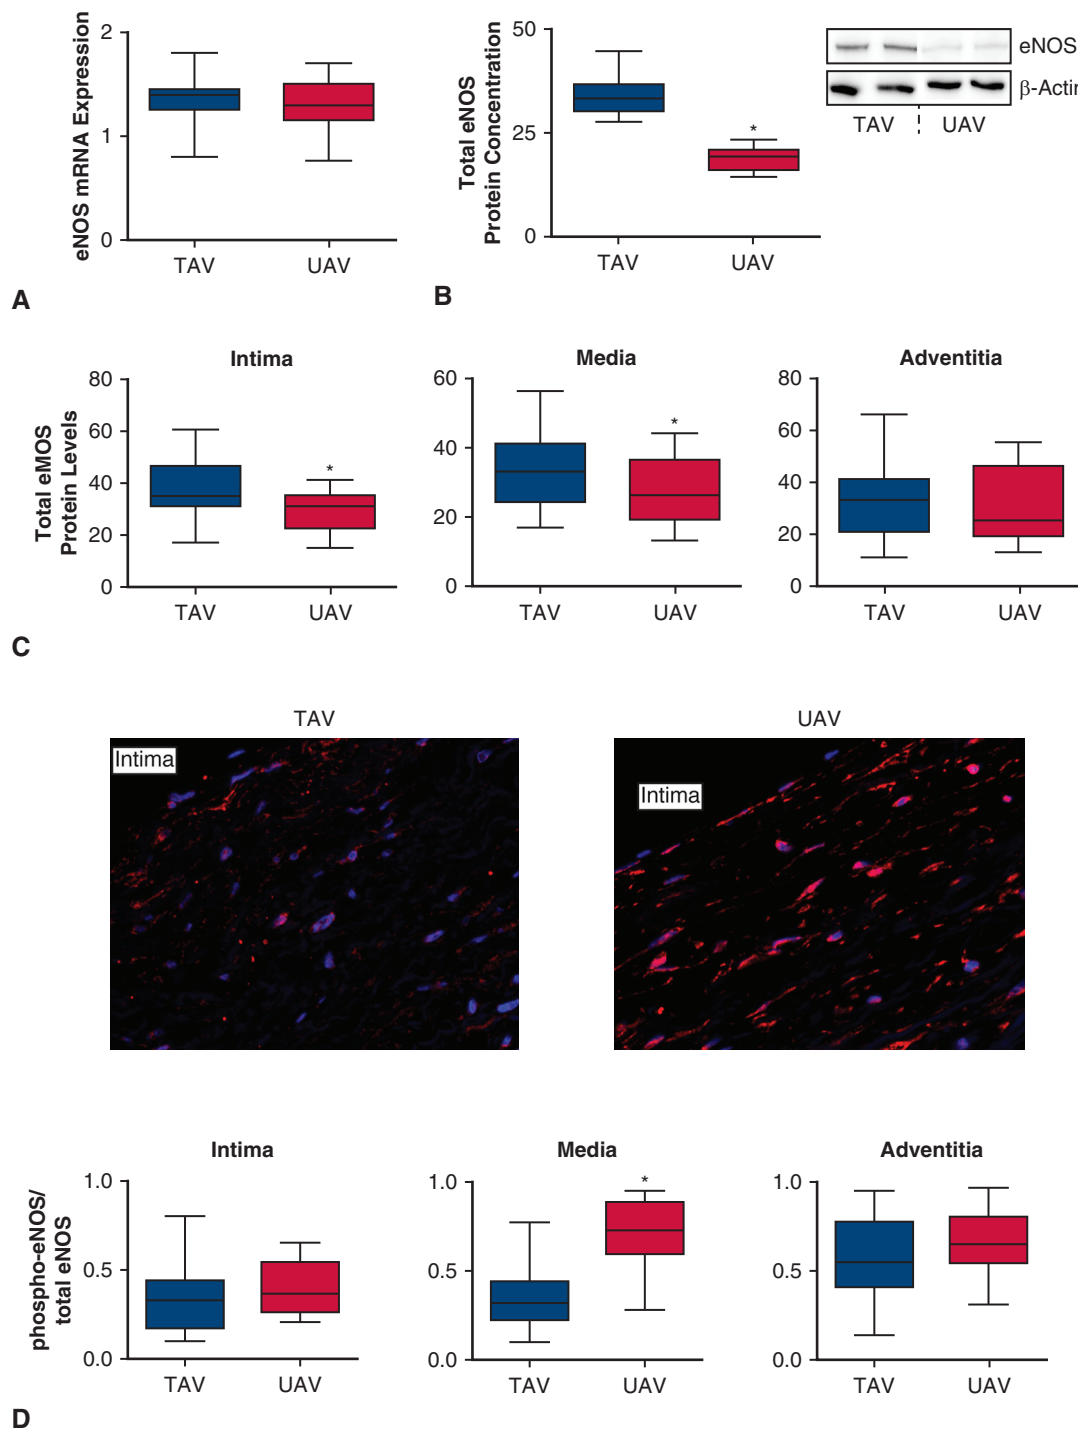 eNOS mRNA Expression
2
1
0
TAV UAV
A
Total eNOS
Protein Concentration
50
25
0
*
TAV UAV
B
eNOS
β-Actin
TAV UAV
Intima
Total eMOS
Protein Levels
80
60
40
20
0
*
TAV UAV
Media
60
40
20
0
*
TAV UAV
Adventitia
80
60
40
20
0
TAV UAV
C
TAV
Intima
UAV
Intima
Intima
phospho-eNOS/
total eNOS
1.0
0.5
0.0
TAV UAV
Media
1.0
0.5
0.0
*
TAV UAV
Adventitia
1.0
0.5
0.0
TAV UAV
D